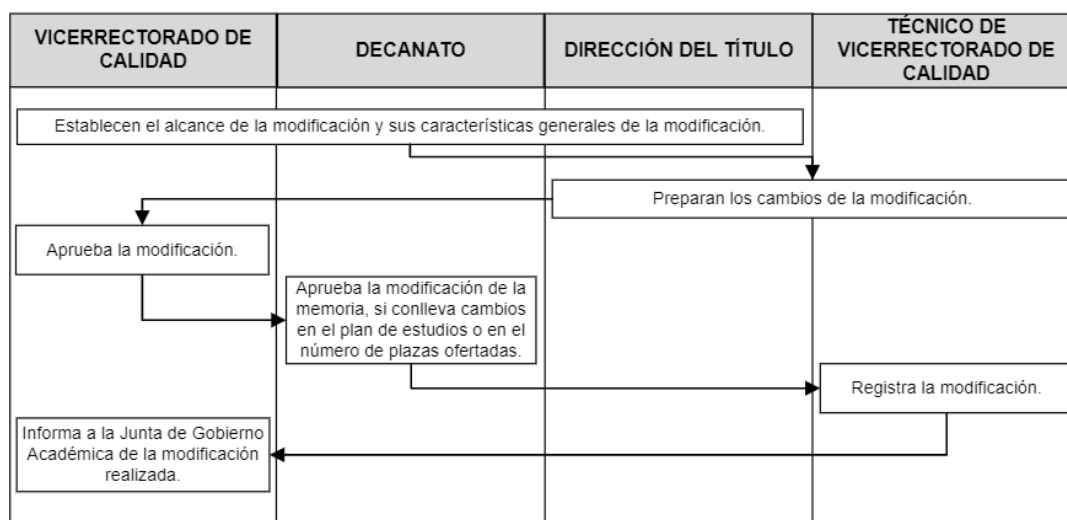 VICERRECTORADO DE
CALIDAD
DECANATO
DIRECCIÓN DEL TÍTULO
TÉCNICO DE
VICERRECTORADO DE
CALIDAD
Establecen el alcance de la modificación y sus características generales de la modificación.
Preparan los cambios de la modificación.
Aprueba la modificación.
Aprueba la modificación de la
memoria, si conlleva cambios
en el plan de estudios o en el
número de plazas ofertadas.
Registra la modificación.
Informa a la Junta de Gobierno
Académica de la modificación
realizada.